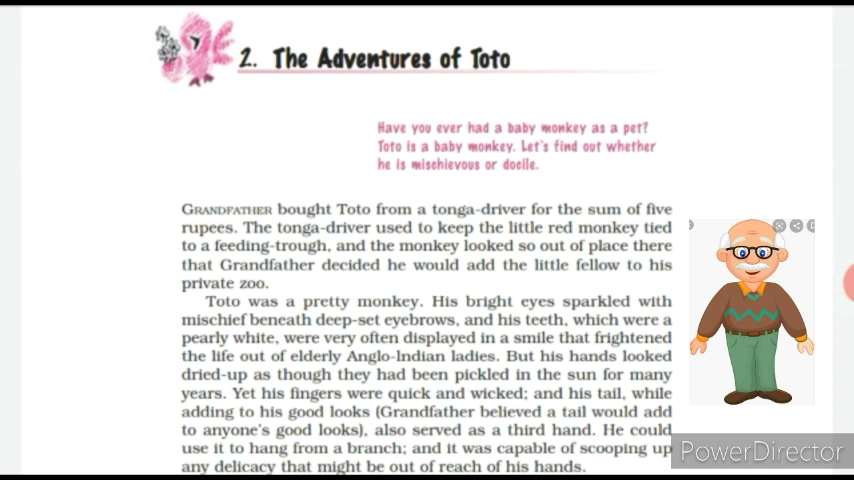 2. The Adventures of Toto
Have you ever had a baby monkey as a pet?
Toto is a baby monkey. Let's find out whether
he is mischievous or docile.
GRANDFATHER bought Toto from a tonga-driver for the sum of five
rupees. The tonga-driver used to keep the little red monkey tied
to a feeding-trough, and the monkey looked so out of place there
that Grandfather decided he would add the little fellow to his
private zoo.
Toto was a pretty monkey. His bright eyes sparkled with
mischief beneath deep-set eyebrows, and his teeth, which were a
pearly white, were very often displayed in a smile that frightened
the life out of elderly Anglo-Indian ladies. But his hands looked
dried-up as though they had been pickled in the sun for many
years. Yet his fingers were quick and wicked; and his tail, while
adding to his good looks (Grandfather believed a tail would add
to anyone's good looks), also served as a third hand. He could
use it to hang from a branch; and it was capable of scooping up
any delicacy that might be out of reach of his hands.
PowerDirector